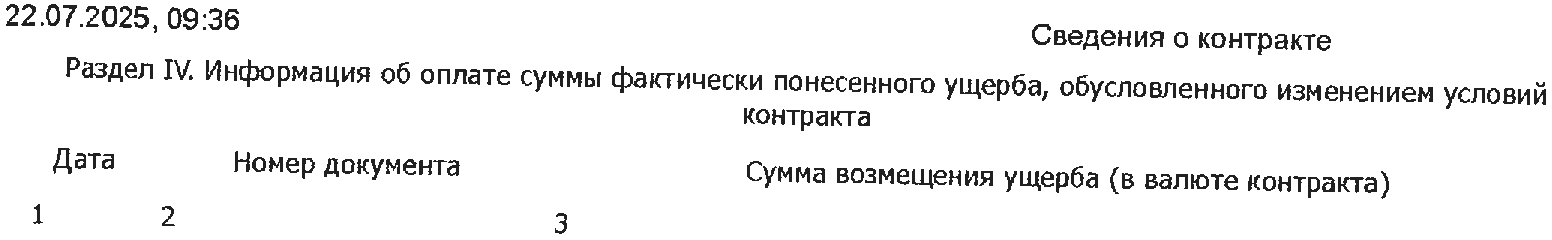 22.07.2025, 09:36
Сведения о контракте
Раздел IV. Информация об оплате суммы фактически понесенного ущерба, обусловленного изменением условий
контракта
Дата Номер документа Сумма возмещения ущерба (в валюте контракта)
1 2 3